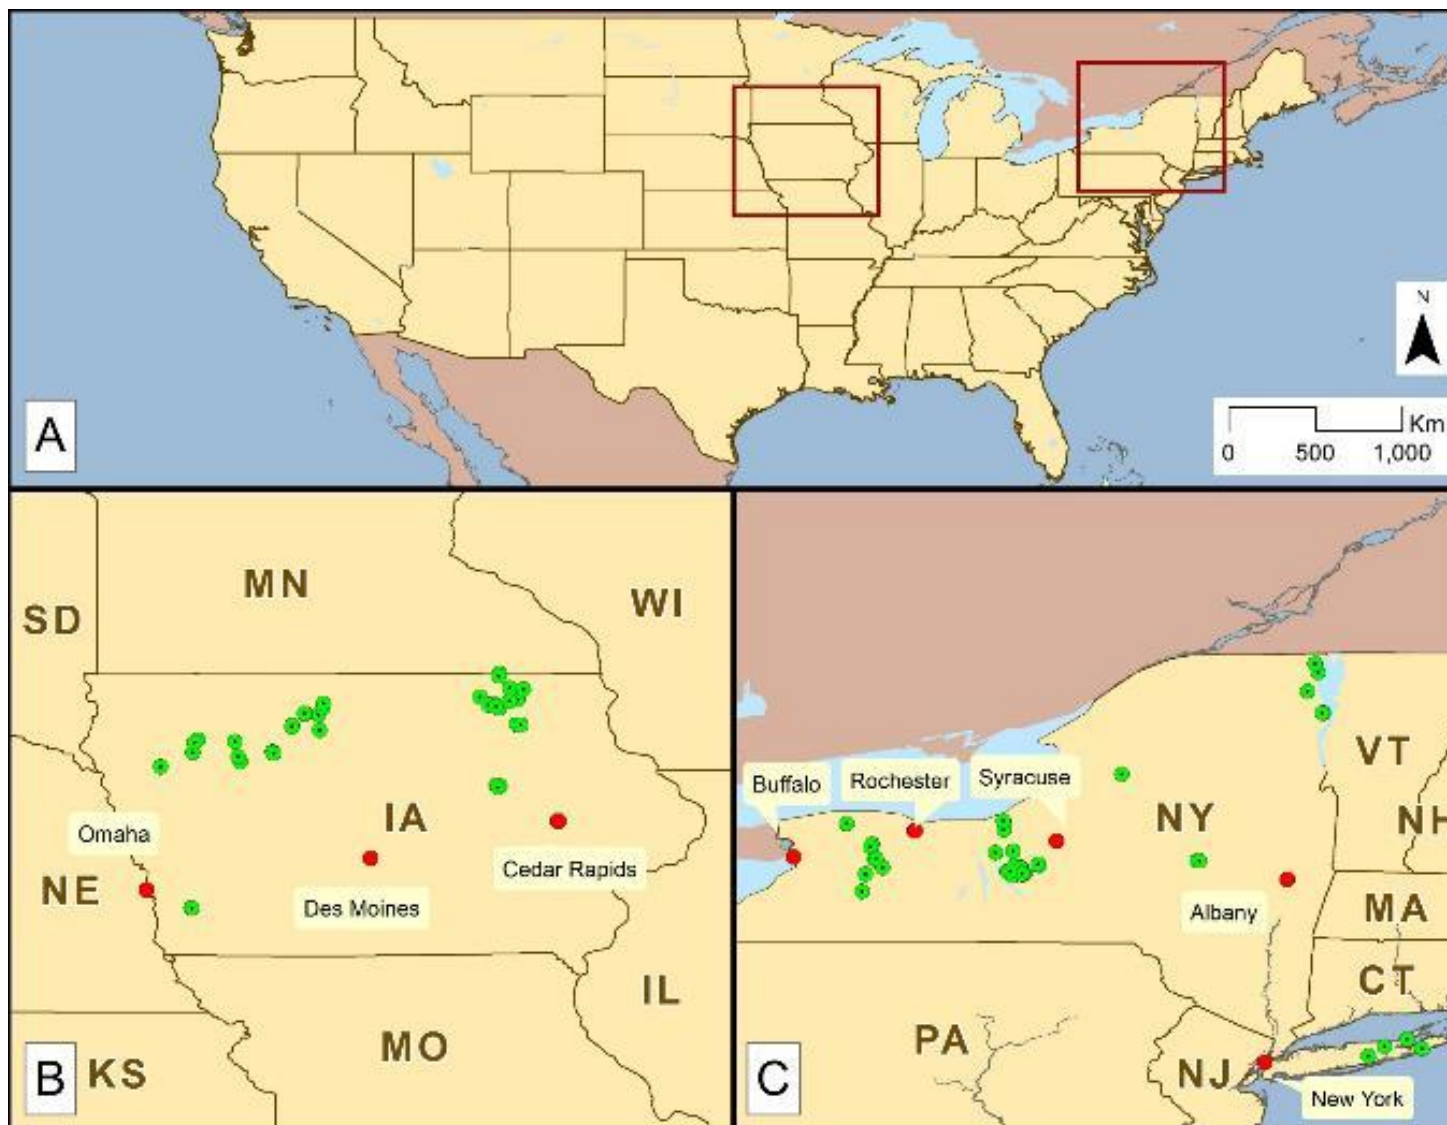 N
Km
0 500 1,000
A
MN
WI
SD
IA
Omaha
Cedar Rapids
NE
Des Moines
IL
MO
KS
B
VT
Buffalo
Rochester
Syracuse
NY
NH
MA
Albany
CT
PA
NJ
New York
C